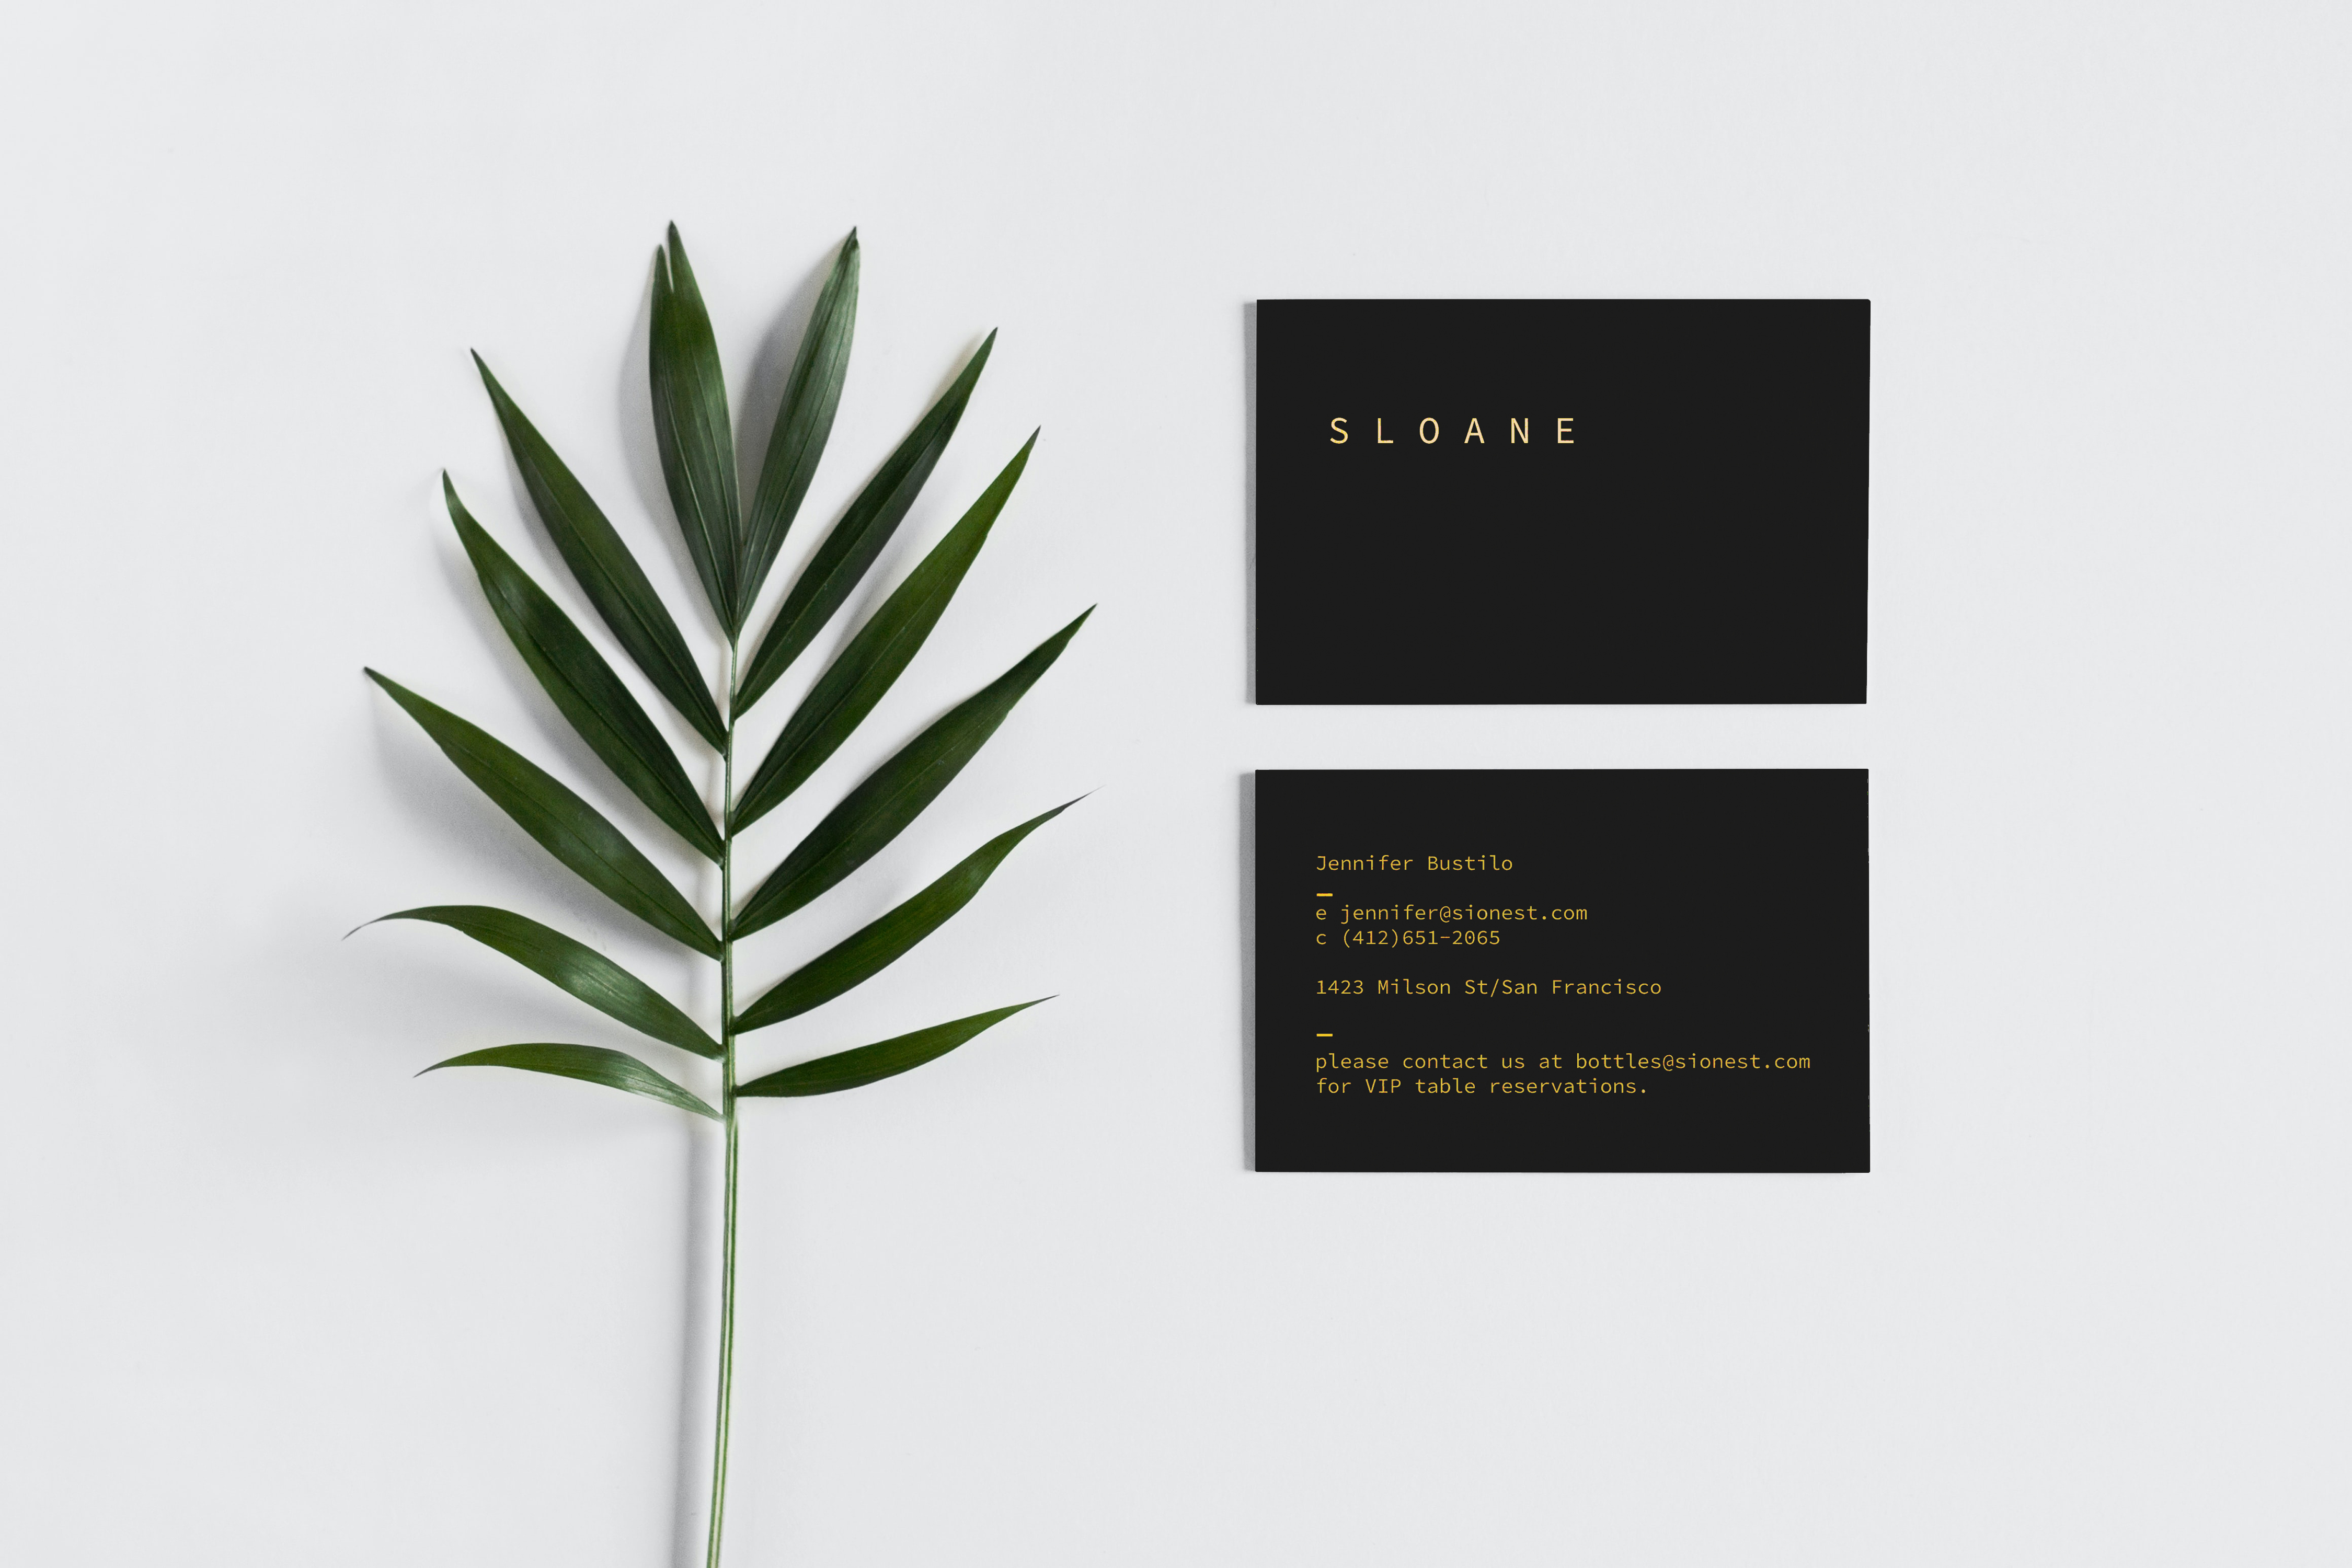 SLOANE
Jennifer Bustilo
e jennifer@sionest.com
c (412)651-2065
1423 Milson St/San Francisco
please contact us at bottles@sionest.com
for VIP table reservations.